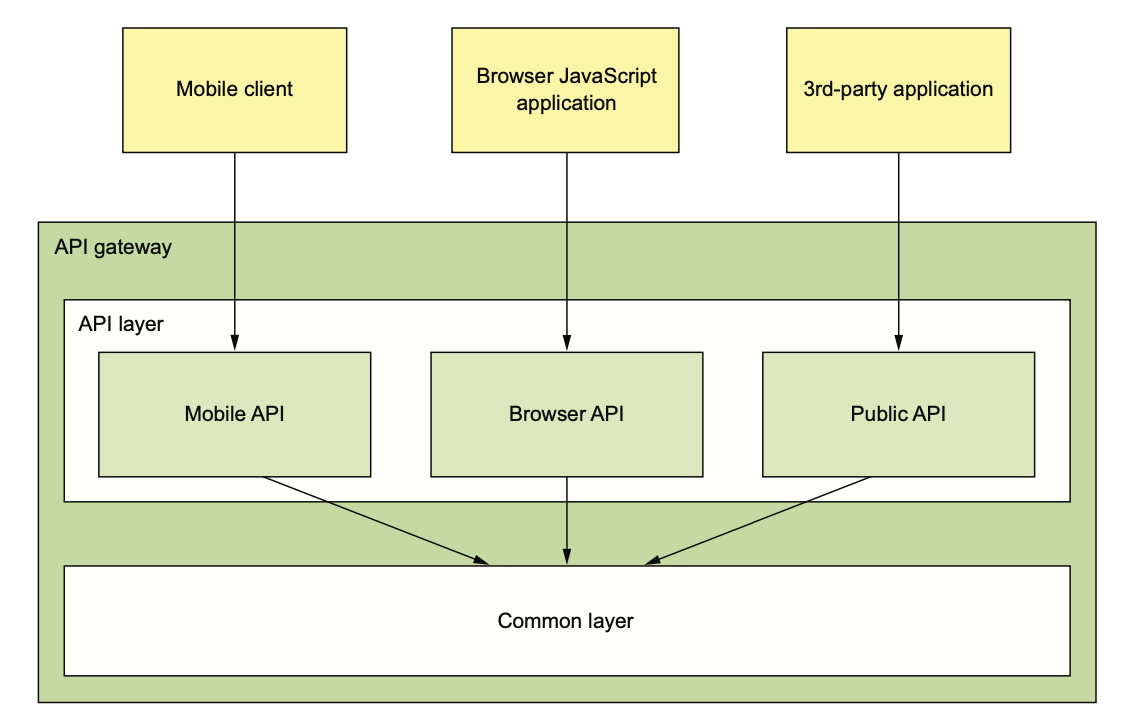 Mobile client
Browser JavaScript
application
3rd-party application
API gateway
API layer
Mobile API
Browser API
Public API
Common layer